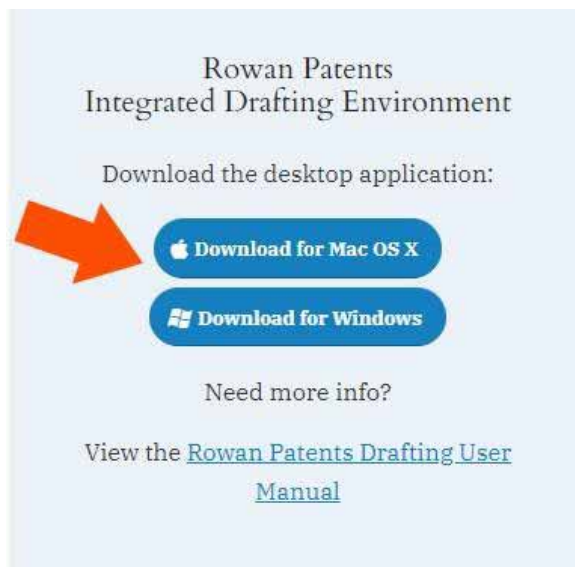 Rowan Patents
Integrated Drafting Environment
Download the desktop application:
Download for Mac OS X
Download for Windows
Need more info?
View the Rowan Patents Drafting User
Manual